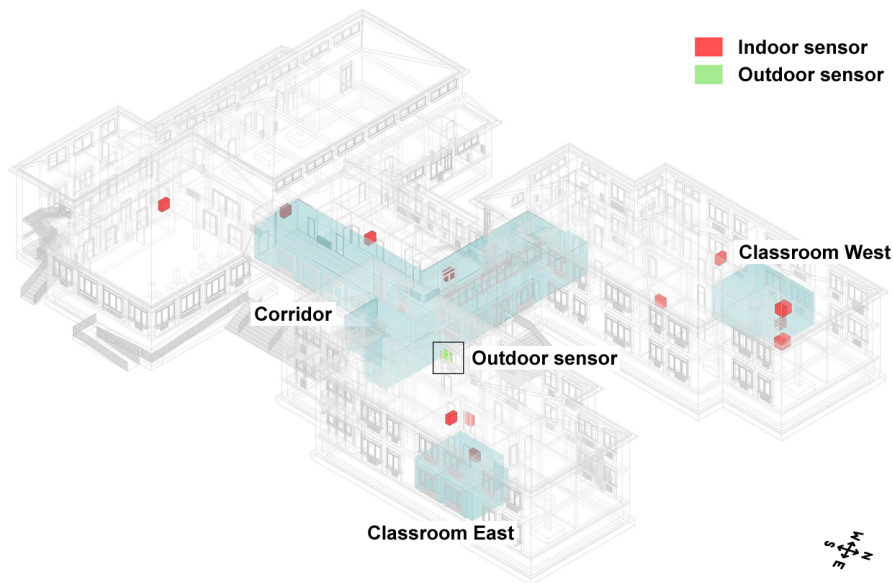 Indoor sensor
Outdoor sensor
Classroom West
Corridor
Outdoor sensor
Classroom East
W
S
N
E